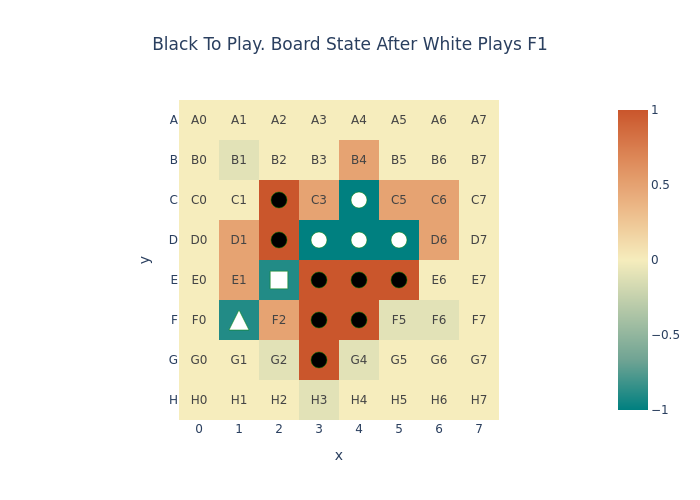 Black To Play. Board State After White Plays F1
A A0 A1 A2 A3 A4 A5 A6 A7
B B0 B1 B2 B3 B4 B5 B6 B7
C C0 C1 C3 C5 C6 C7
D D0 D1 D6 D7
E E0 E1 E6 E7
F F0 F2 F5 F6 F7
G G0 G1 G2 G4 G5 G6 G7
H H0 H1 H2 H3 H4 H5 H6 H7
0 1 2 3 4 5 6 7
x
y
1
0.5
0
−0.5
−1